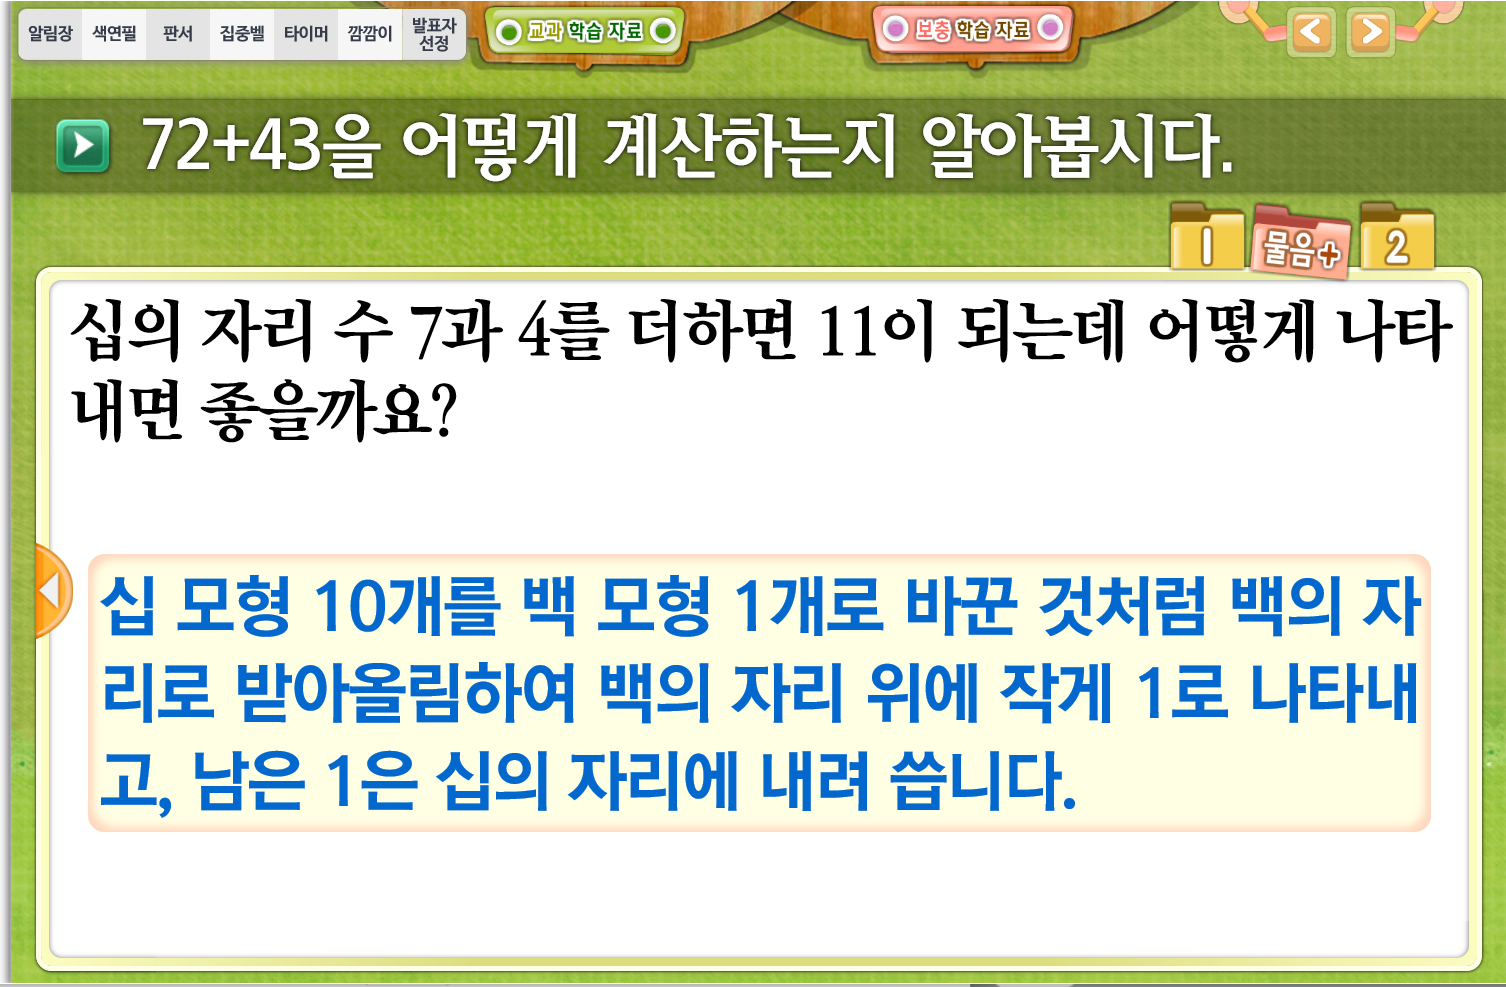 알림장 색연필 판서 집중벨 타이머 깜깜이 발표자
선정
교과 학습 자료
보충 학습 자료
72+43을 어떻게 계산하는지 알아봅시다.
1 물음+ 2
십의 자리 수 7과 4를 더하면 11이 되는데 어떻게 나타
내면 좋을까요?
십 모형 10개를 백 모형 1개로 바꾼 것처럼 백의 자
리로 받아올림하여 백의 자리 위에 작게 1로 나타내
고, 남은 1은 십의 자리에 내려 씁니다.